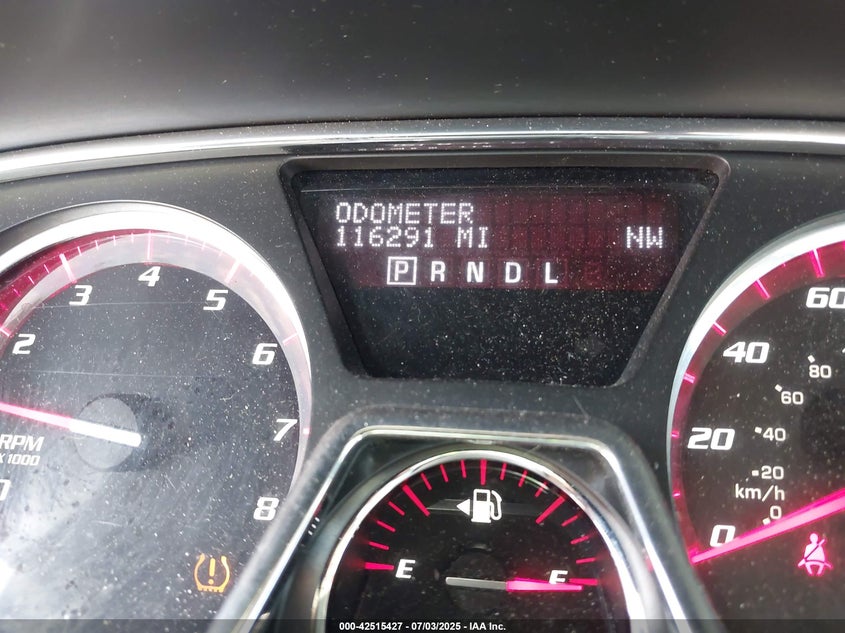 ODOMETER
116291 MI NW
P R N D L
2 3 4 5 6 7 8
RPM
X 1000
0 20 40 60
0 20 40 60 80
km/h
E F
000-42515427 - 07/03/2025 - IAA Inc.